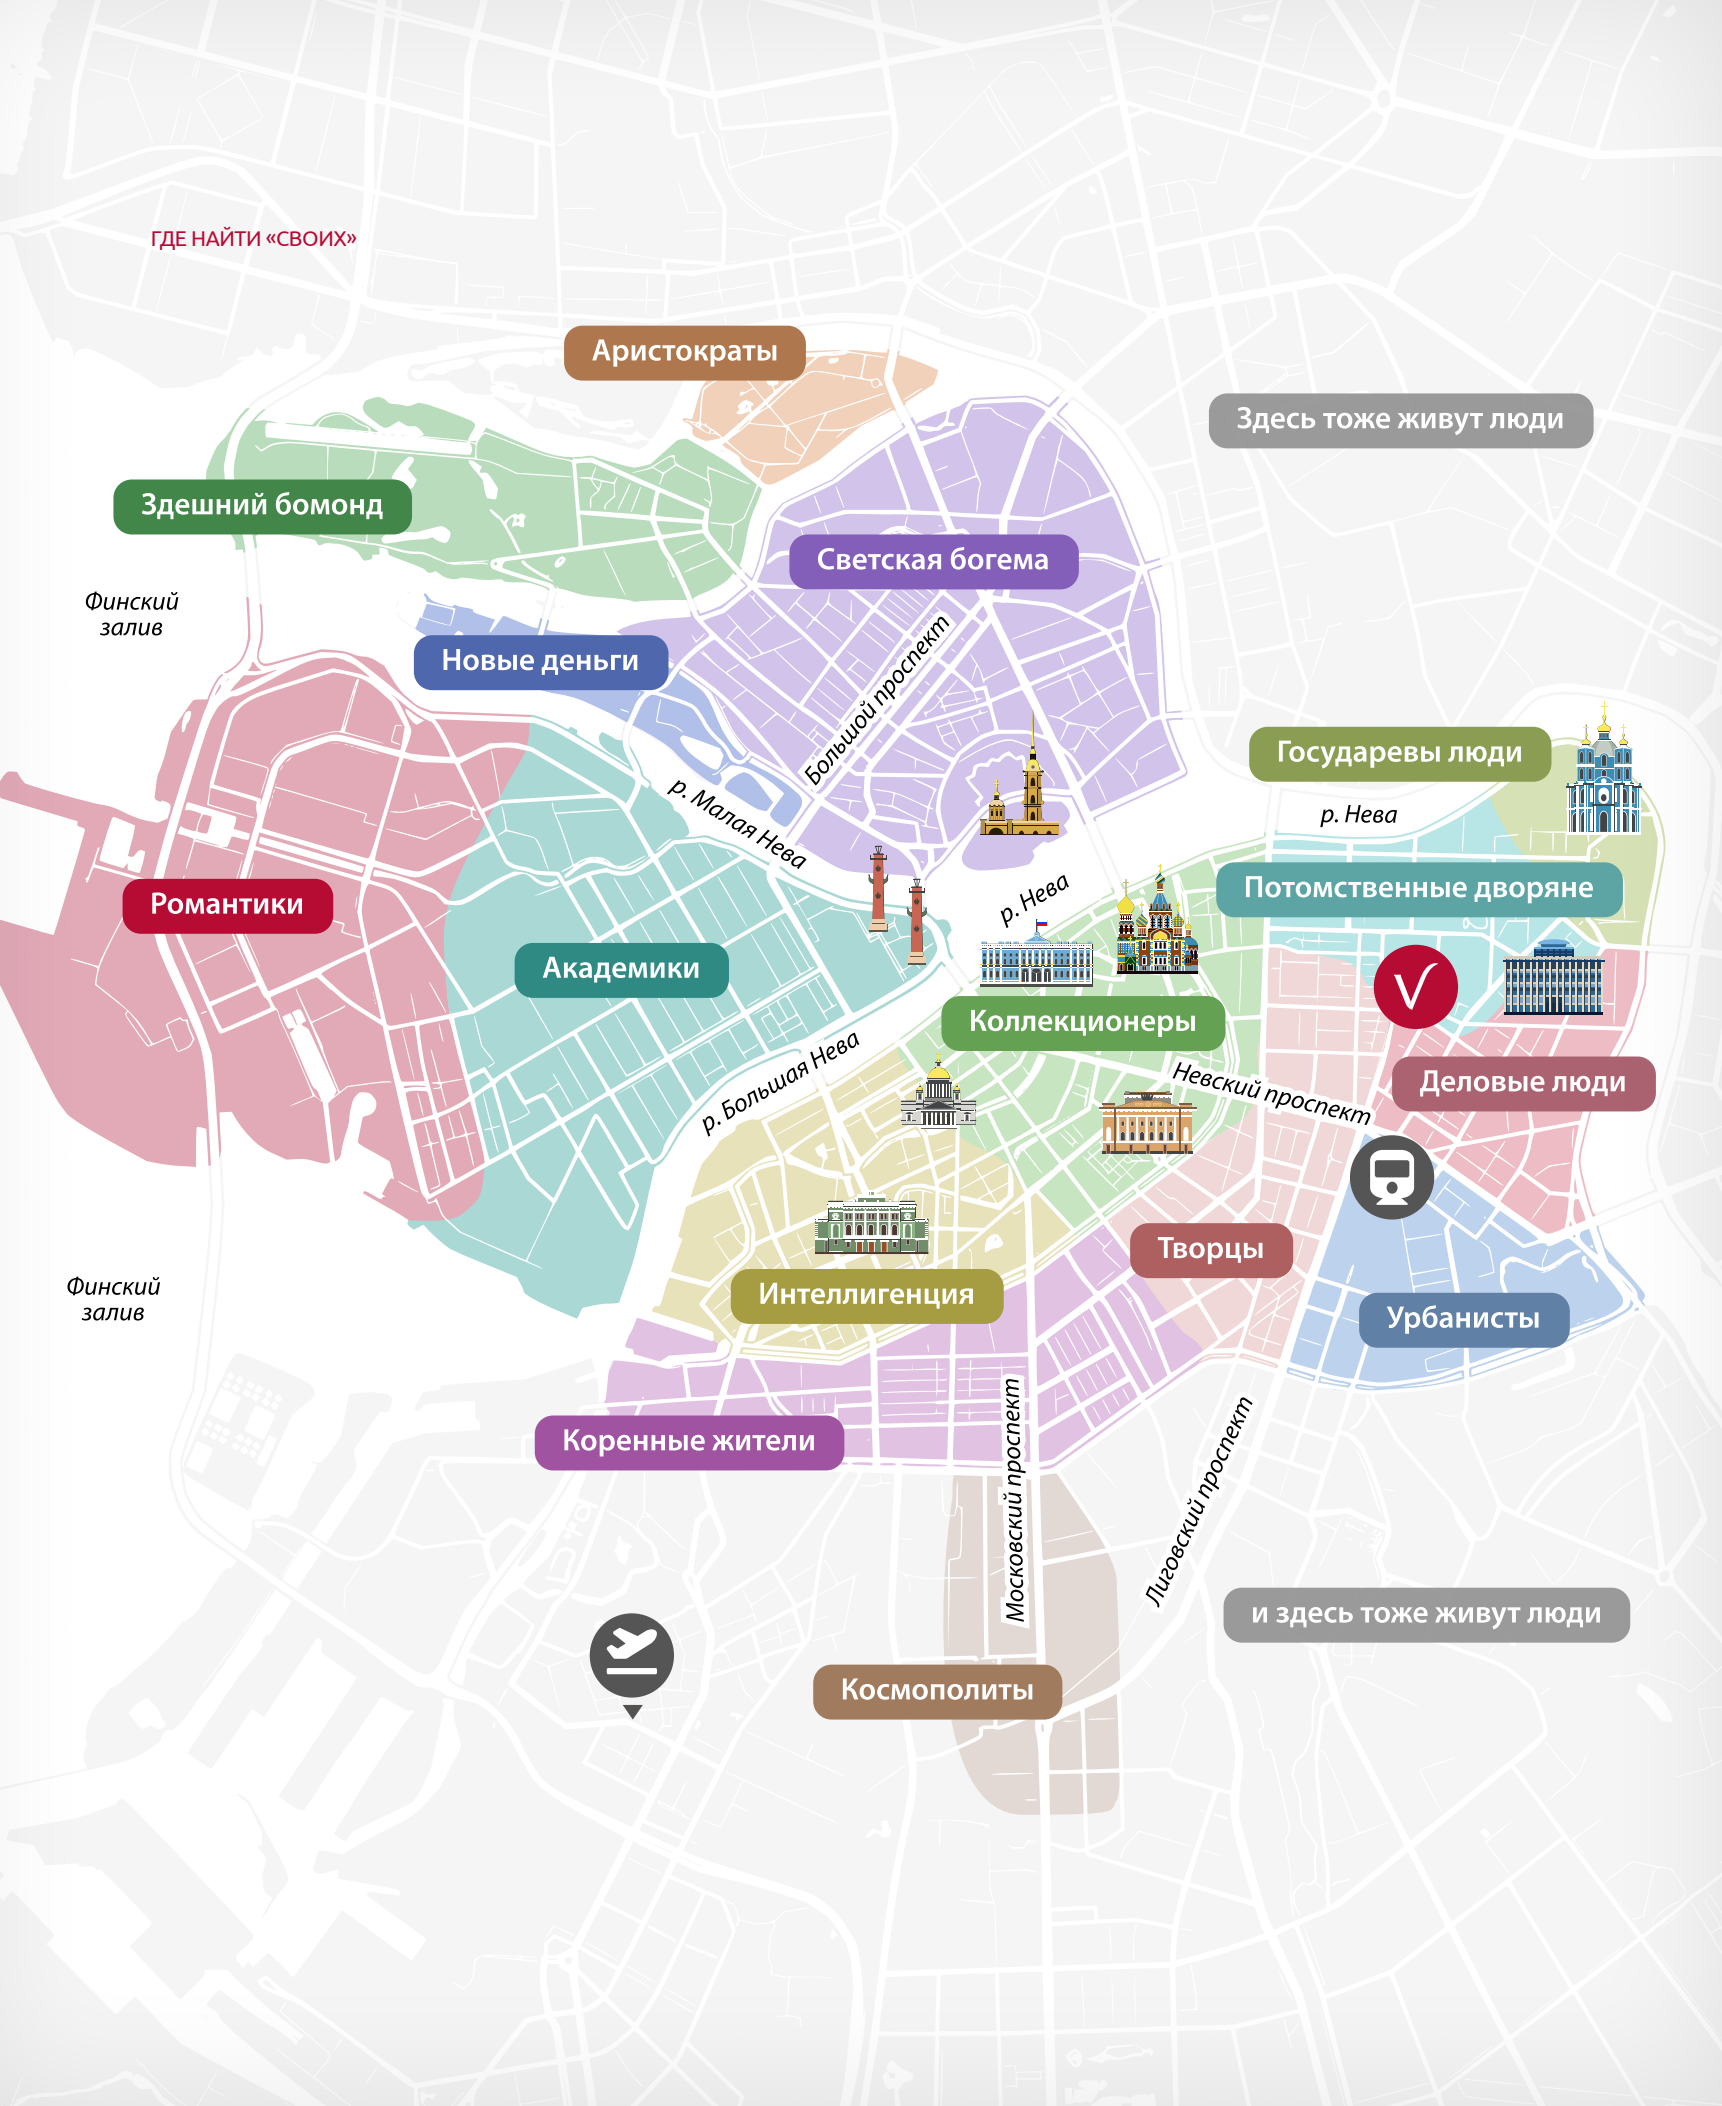 ГДЕ НАЙТИ «СВОИХ»
Аристократы
Здесь тоже живут люди
Здешний бомонд
Светская богема
Финский
залив
Новые деньги
Большой проспект
Государевы люди
р. Малая Нева
р. Нева
Потомственные дворяне
Романтики
р. Нева
Академики
Коллекционеры
р. Большая Нева
Невский проспект
Деловые люди
Творцы
Финский
залив
Интеллигенция
Урбанисты
Коренные жители
Московский проспект
Лиговский проспект
и здесь тоже живут люди
Космополиты